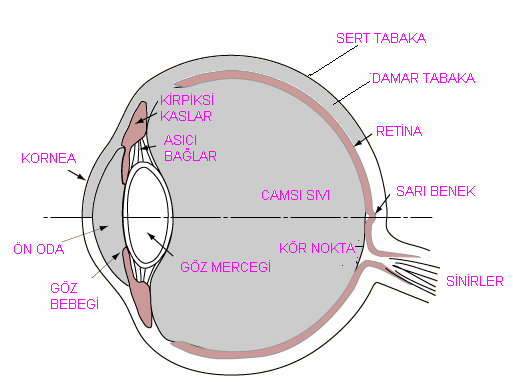 SERT TABAKA
DAMAR TABAKA
KİRPİKSİ
KASLAR
RETİNA
ASICI
BAĞLAR
KORNEA
SARI BENEK
CAMSI SIVI
ÖN ODA
KÖR NOKTA
GÖZ MERCEĞİ
SİNİRLER
GÖZ
BEBEĞİ